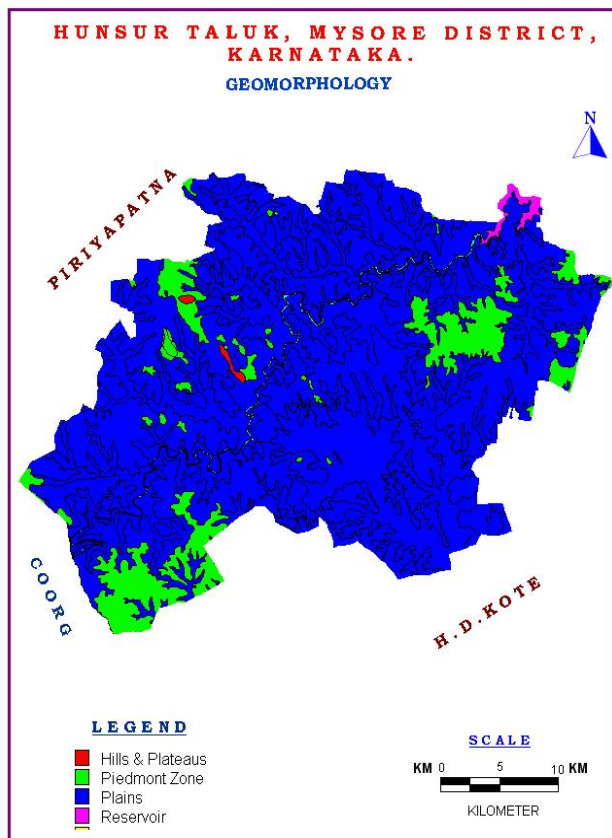 HUNSUR TALUK, MYSORE DISTRICT,
KARNATAKA.
GEOMORPHOLOGY
N
PIRIYAPATNA
COORG
H.D.KOTE
LEGEND
Hills & Plateaus
Piedmont Zone
Plains
Reservoir
SCALE
KM 0 5 10 KM
KILOMETER